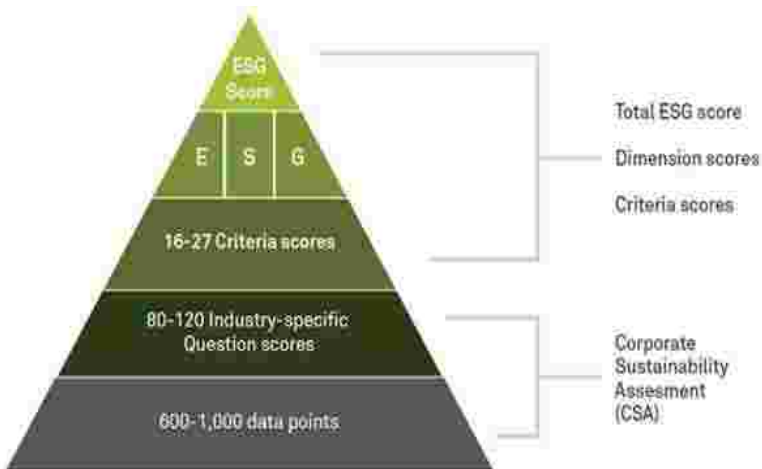 ESG
Score
E S G
16-27 Criteria scores
80-120 Industry-specific
Question scores
600-1,000 data points
Total ESG score
Dimension scores
Criteria scores
Corporate
Sustainability
Assesment
(CSA)